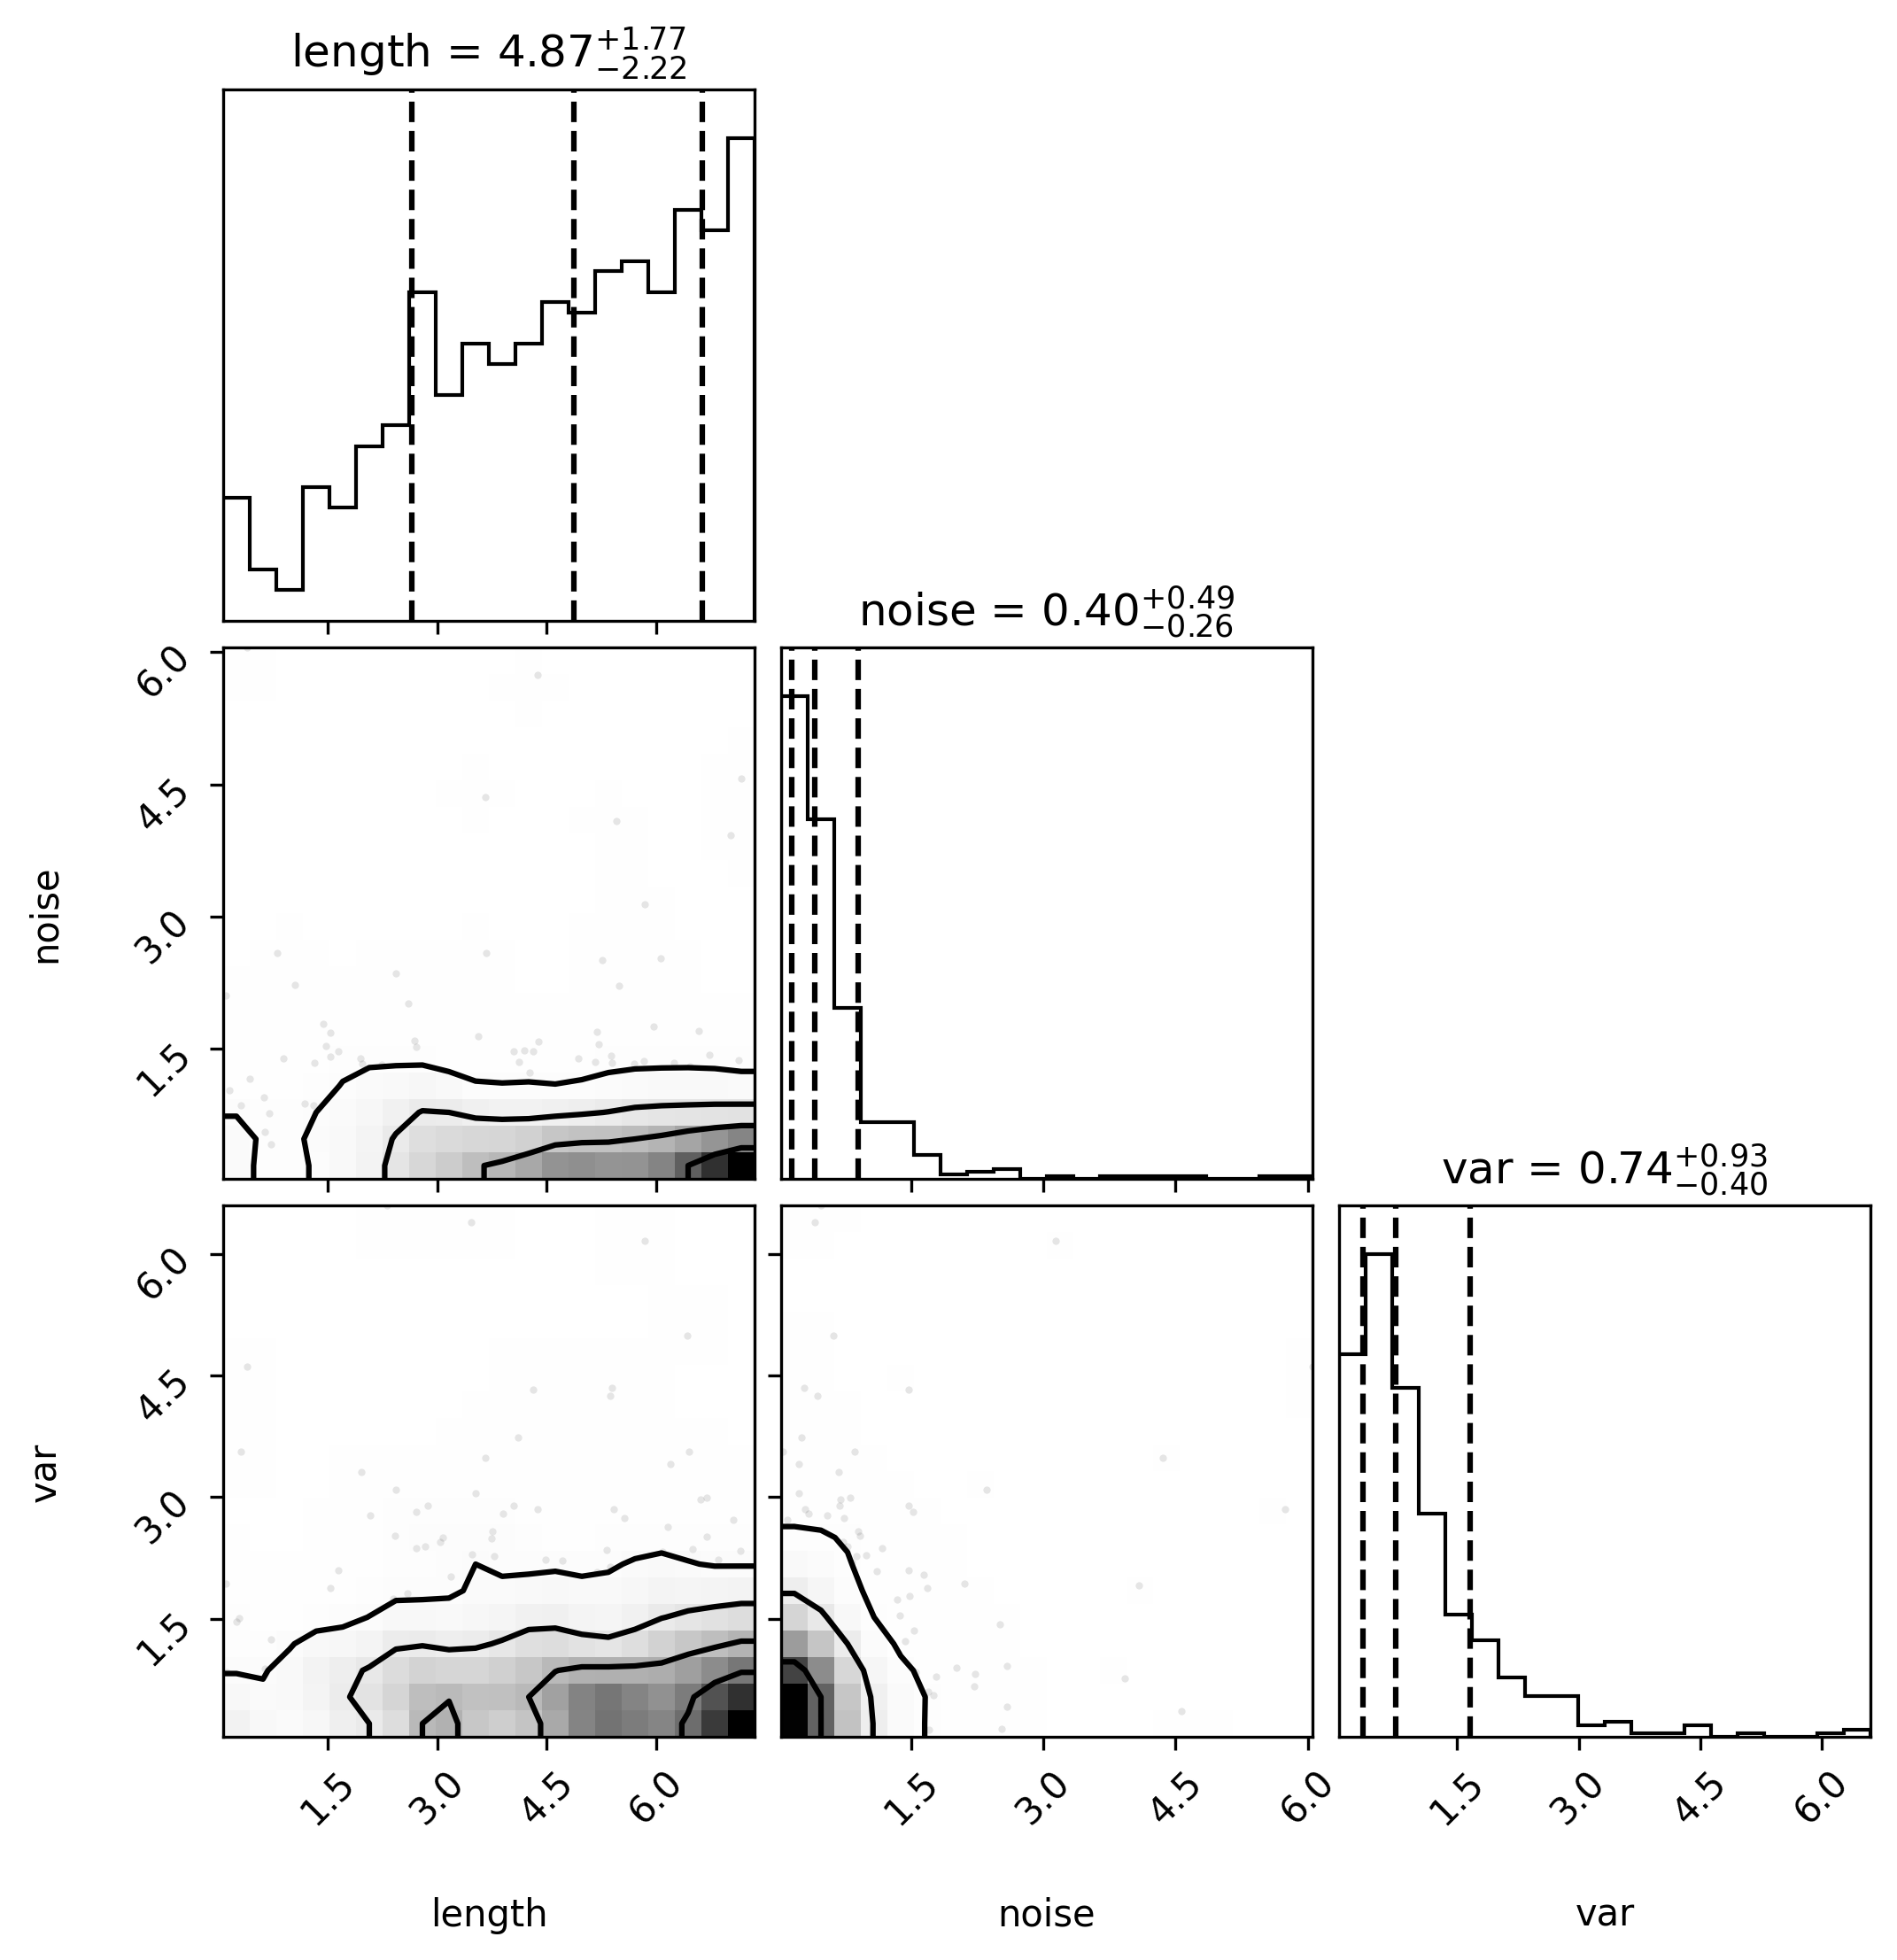 length = 4.87+1.77−2.22
noise = 0.40+0.49−0.26
6.0
4.5
3.0
1.5
noise
var = 0.74+0.93−0.40
6.0
4.5
3.0
1.5
var
1.5 3.0 4.5 6.0 1.5 3.0 4.5 6.0 1.5 3.0 4.5 6.0
length noise var